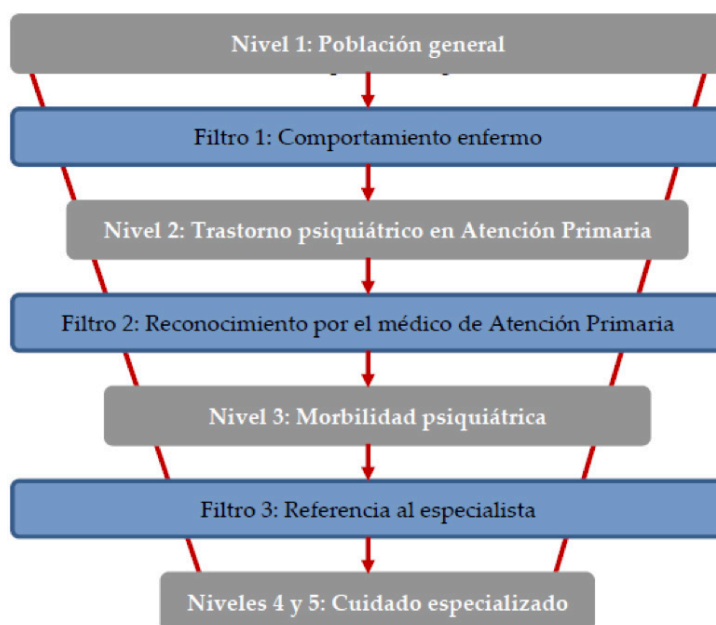 Nivel 1: Población general
Filtro 1: Comportamiento enfermo
Nivel 2: Trastorno psiquiátrico en Atención Primaria
Filtro 2: Reconocimiento por el médico de Atención Primaria
Nivel 3: Morbilidad psiquiátrica
Filtro 3: Referencia al especialista
Niveles 4 y 5: Cuidado especializado